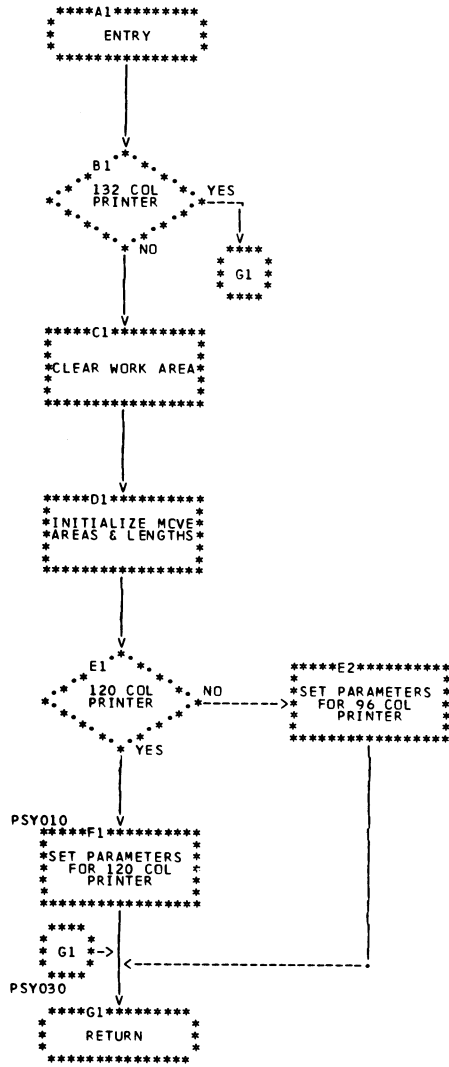 A1
ENTRY
B1
132 COL
PRINTER
YES
NO
G1
C1
CLEAR WORK AREA
D1
INITIALIZE MCVE
AREAS & LENGTHS
E1
120 COL
PRINTER
NO
YES
E2
SET PARAMETERS
FOR 96 COL
PRINTER
PSY010
F1
SET PARAMETERS
FOR 120 COL
PRINTER
G1
PSY030
G1
RETURN